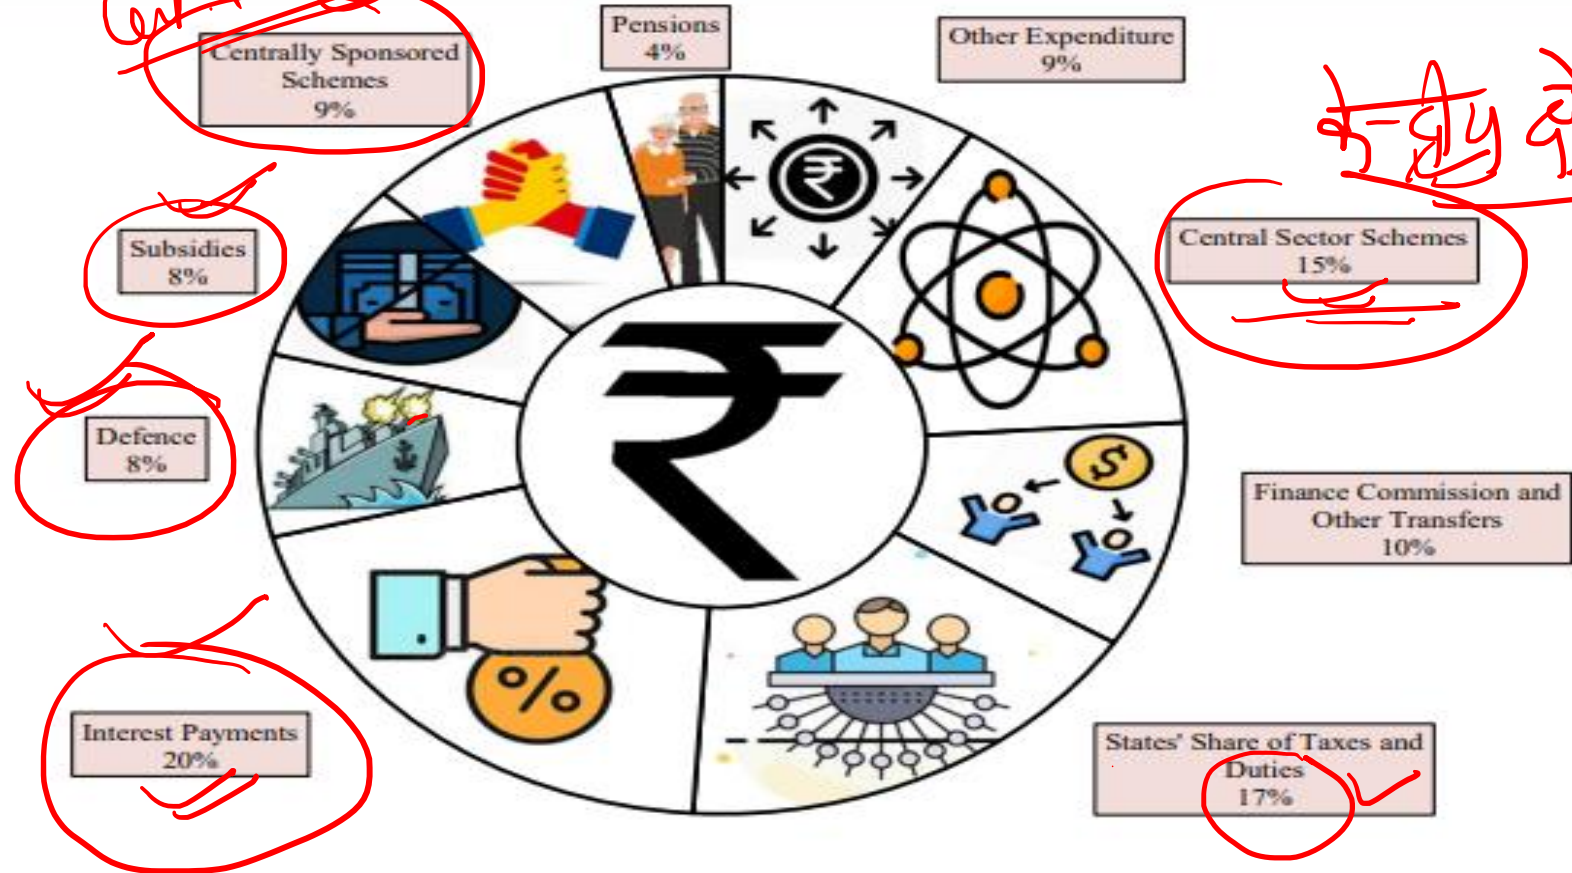 Pensions
4%
Other Expenditure
9%
Centrally Sponsored
Schemes
9%
Central Sector Schemes
15%
Subsidies
8%
Defence
8%
Finance Commission and
Other Transfers
10%
Interest Payments
20%
States' Share of Taxes and
Duties
17%
₹
₹
$
%